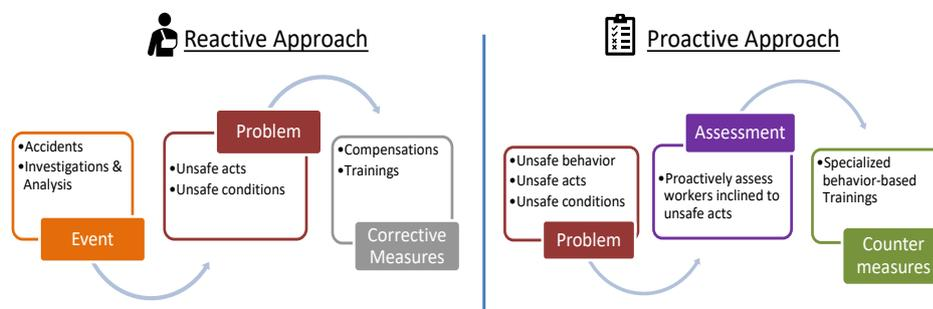 Reactive Approach
•Accidents
•Investigations &
Analysis
Event
Problem
•Unsafe acts
•Unsafe conditions
•Compensations
•Trainings
Corrective
Measures
Proactive Approach
•Unsafe behavior
•Unsafe acts
•Unsafe conditions
Problem
Assessment
•Proactively assess
workers inclined to
unsafe acts
•Specialized
behavior-based
Trainings
Counter
measures